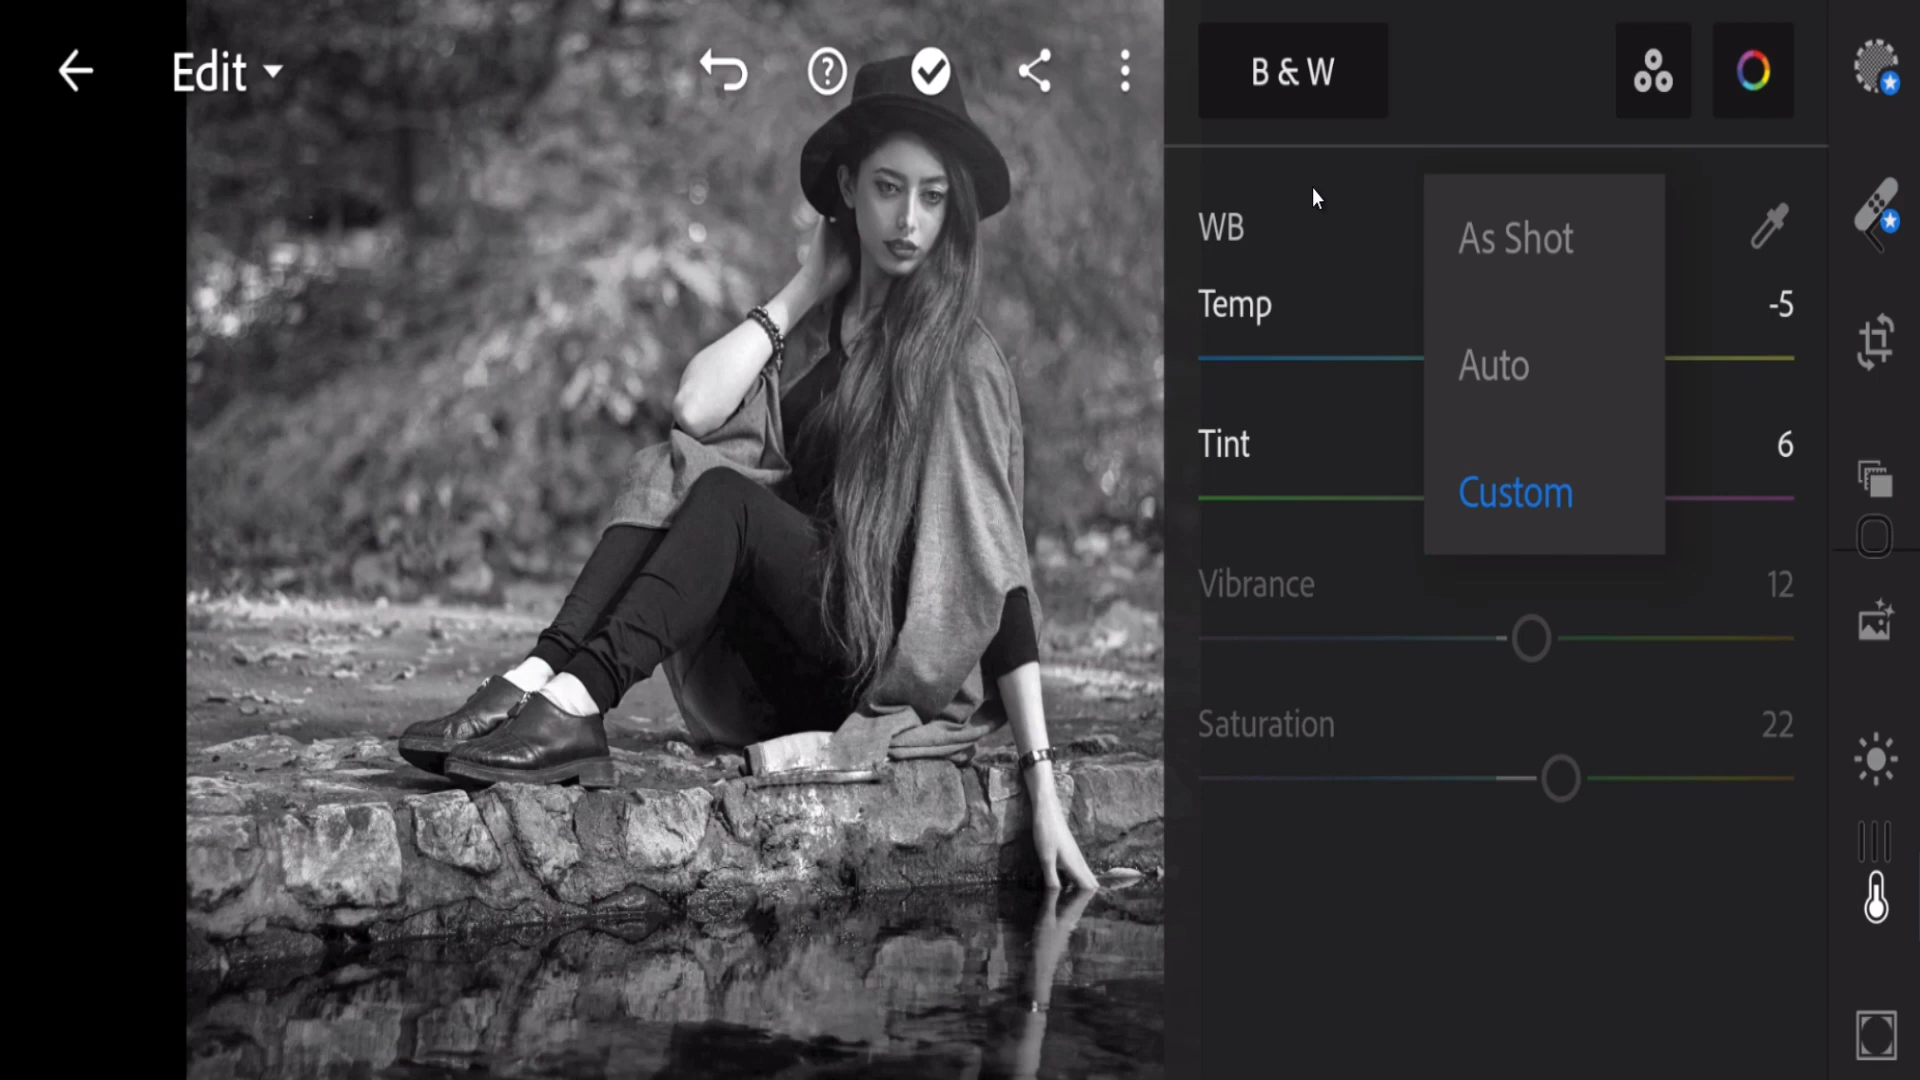 Edit
B & W
WB
As Shot
Temp
-5
Auto
Tint
6
Custom
Vibrance
12
Saturation
22